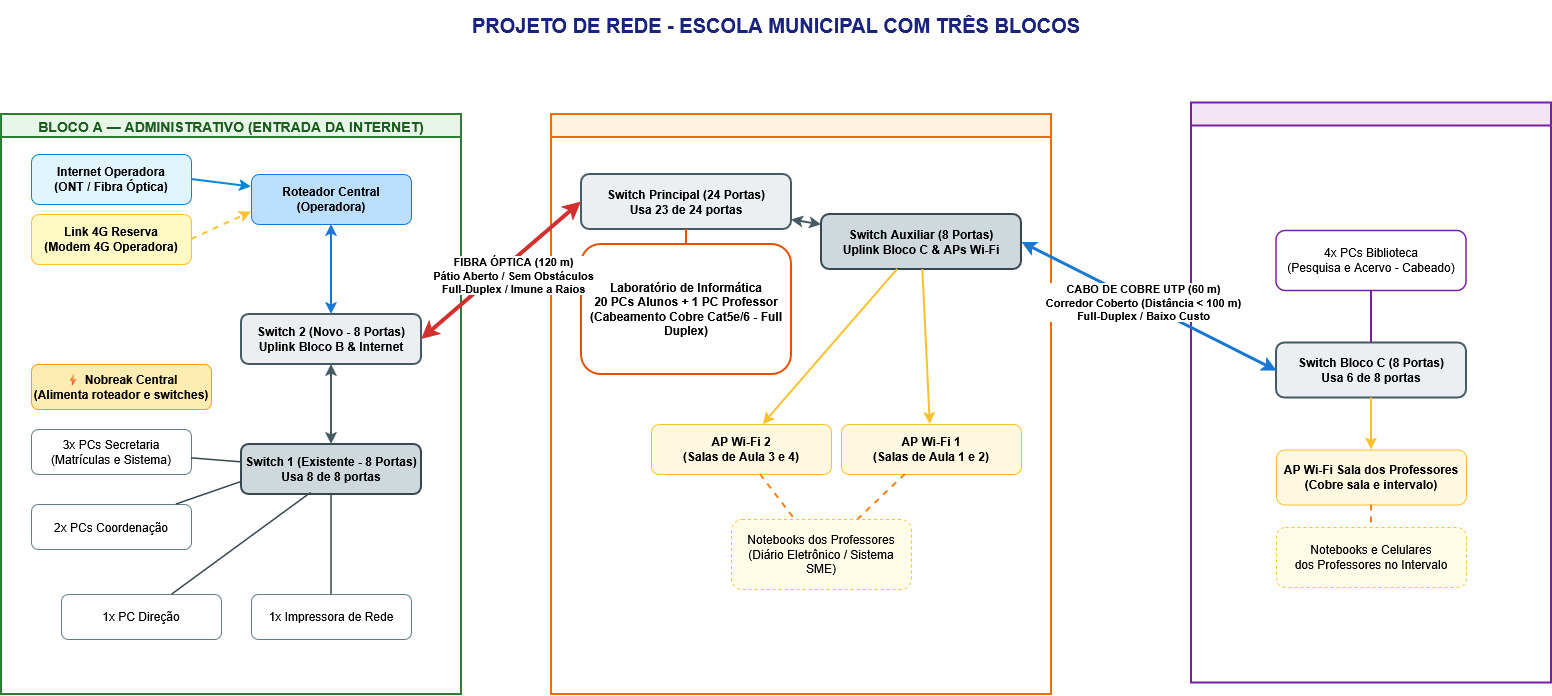 PROJETO DE REDE - ESCOLA MUNICIPAL COM TRÊS BLOCOS
BLOCO A — ADMINISTRATIVO (ENTRADA DA INTERNET)
Internet Operadora
(ONT / Fibra Óptica)
Link 4G Reserva
(Modem 4G Operadora)
Roteador Central
(Operadora)
Switch 2 (Novo - 8 Portas)
Uplink Bloco B & Internet
Nobreak Central
(Alimenta roteador e switches)
3x PCs Secretaria
(Matrículas e Sistema)
Switch 1 (Existente - 8 Portas)
Usa 8 de 8 portas
2x PCs Coordenação
1x PC Direção
1x Impressora de Rede
FIBRA ÓPTICA (120 m)
Pátio Aberto / Sem Obstáculos
Full-Duplex / Imune a Raios
Switch Principal (24 Portas)
Usa 23 de 24 portas
Switch Auxiliar (8 Portas)
Uplink Bloco C & APs Wi-Fi
Laboratório de Informática
20 PCs Alunos + 1 PC Professor
(Cabeamento Cobre Cat5e/6 - Full
Duplex)
AP Wi-Fi 2
(Salas de Aula 3 e 4)
AP Wi-Fi 1
(Salas de Aula 1 e 2)
Notebooks dos Professores
(Diário Eletrônico / Sistema
SME)
CABO DE COBRE UTP (60 m)
Corredor Coberto (Distância < 100 m)
Full-Duplex / Baixo Custo
4x PCs Biblioteca
(Pesquisa e Acervo - Cabeado)
Switch Bloco C (8 Portas)
Usa 6 de 8 portas
AP Wi-Fi Sala dos Professores
(Cobre sala e intervalo)
Notebooks e Celulares
dos Professores no Intervalo